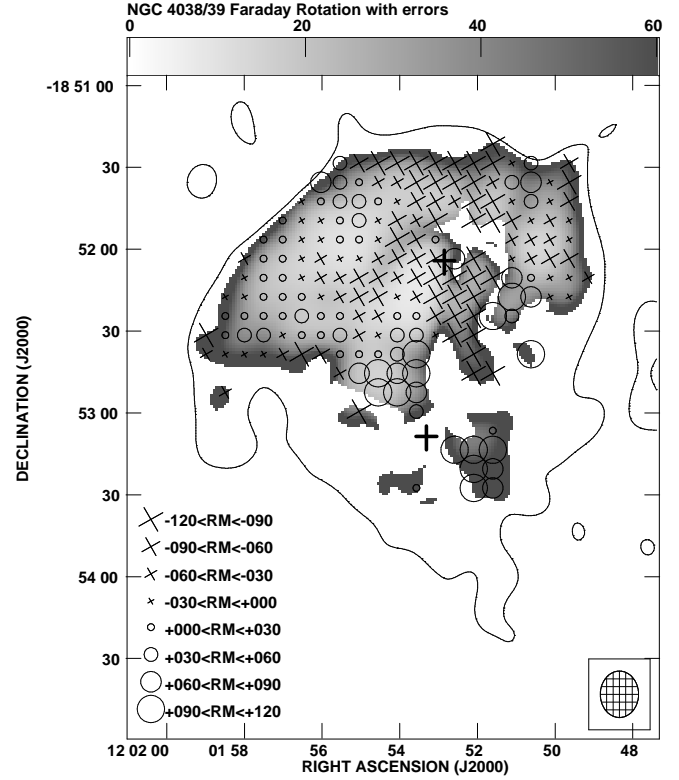 NGC 4038/39 Faraday Rotation with errors
0 20 40 60
-18 51 00
30
52 00
30
53 00
30
54 00
30
DECLINATION (J2000)
-120<RM<-090
-090<RM<-060
-060<RM<-030
-030<RM<+000
+000<RM<+030
+030<RM<+060
+060<RM<+090
+090<RM<+120
12 02 00 01 58 56 54 52 50 48
RIGHT ASCENSION (J2000)